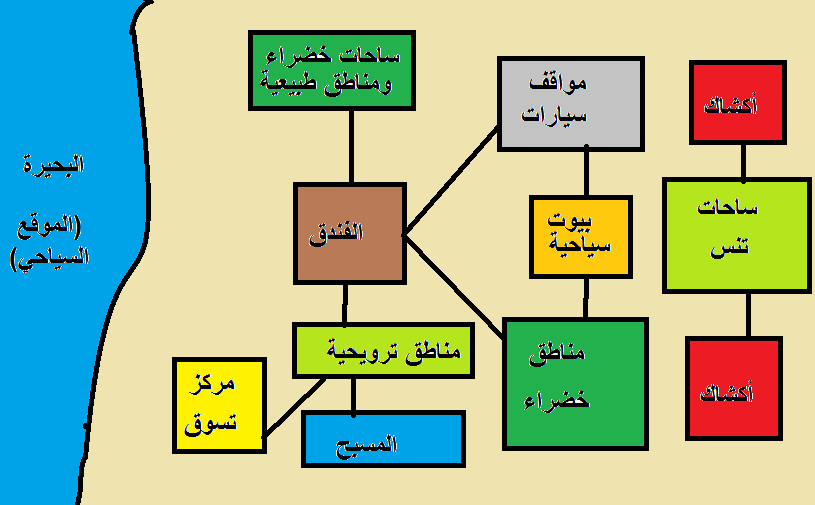 ساحات خضراء
ومناطق طبيعية
مواقف
سيارات
أكشاك
البحيرة
(الموقع
السياحي)
الفندق
بيوت
سياحية
ساحات
تنس
مناطق ترويحية
مناطق
خضراء
مركز
تسوق
المسبح
أكشاك